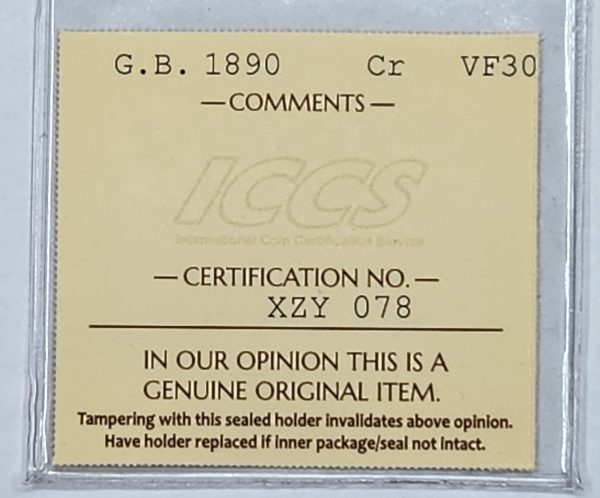 G.B. 1890 Cr VF30
—COMMENTS—
ICCS
International Coin Certification Service
—CERTIFICATION NO.—
XZY 078
IN OUR OPINION THIS IS A
GENUINE ORIGINAL ITEM.
Tampering with this sealed holder invalidates above opinion.
Have holder replaced if inner package/seal not intact.